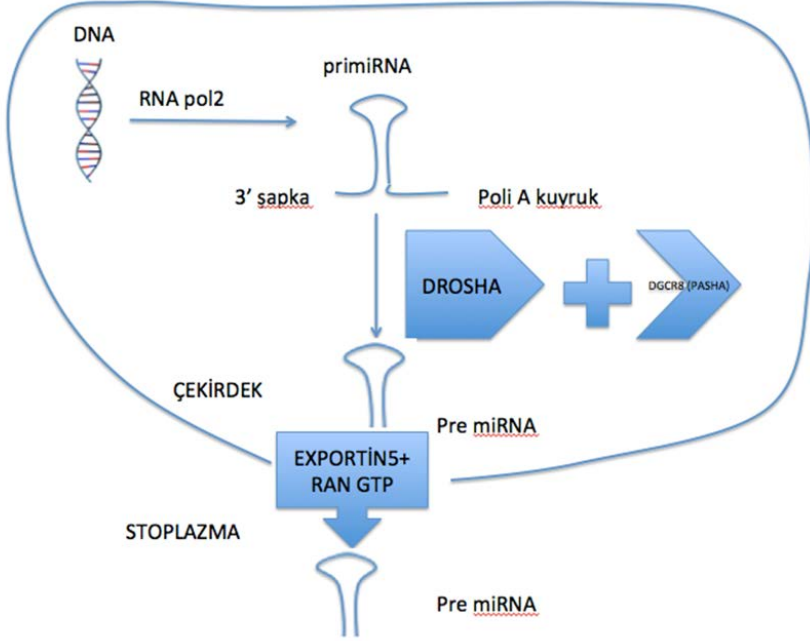 DNA
primiRNA
RNA pol2
3’ şapka
Poli A kuyruk
DROSHA
DGCR8 (PASHA)
ÇEKİRDEK
Pre miRNA
EXPORTİN5+
RAN GTP
STOPLAZMA
Pre miRNA